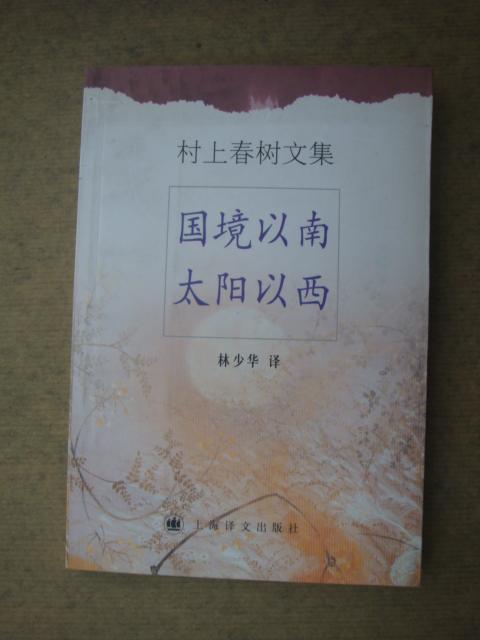 村上春树文集
国境以南
太阳以西
林少华 译
上海译文出版社